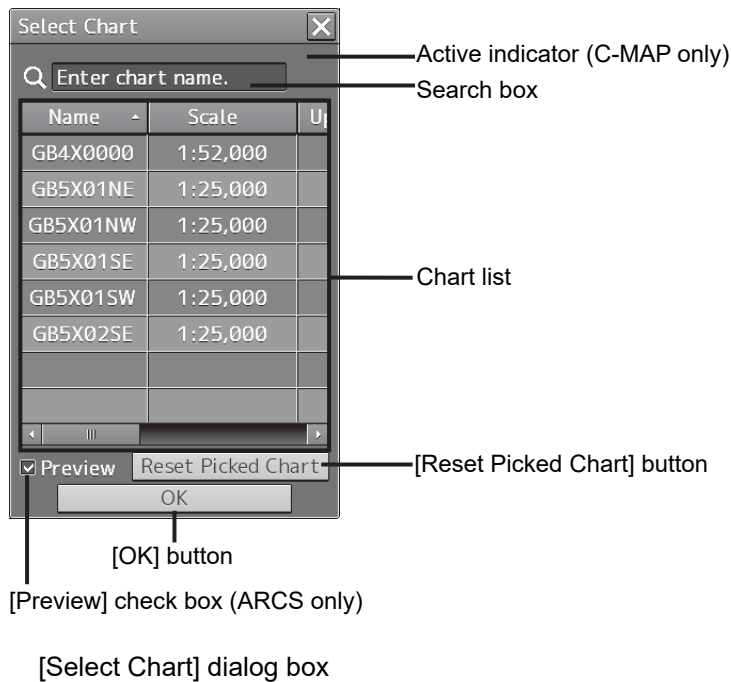 Select Chart
Active indicator (C-MAP only)
Enter chart name.
Search box
Name Scale
GB4X0000 1:52,000
GB5X01NE 1:25,000
GB5X01NW 1:25,000
GB5X01SE 1:25,000
Chart list
GB5X01SW 1:25,000
GB5X02SE 1:25,000
Preview Reset Picked Chart
[Reset Picked Chart] button
OK
[OK] button
[Preview] check box (ARCS only)
[Select Chart] dialog box